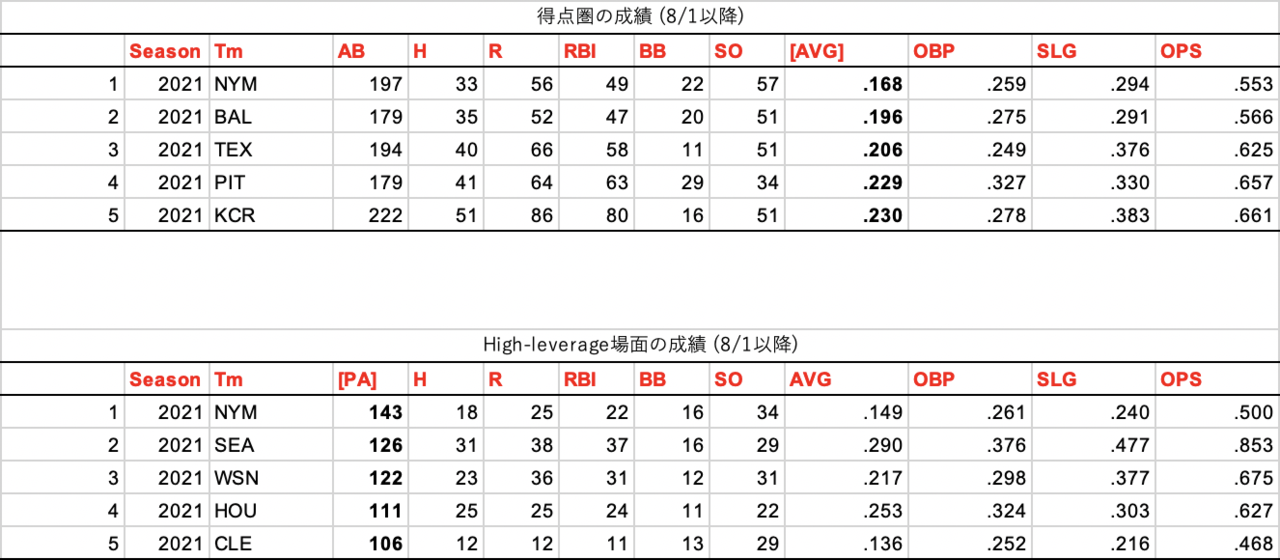 得点圏の成績 (8/1以降)
Season Tm AB H R RBI BB SO [AVG] OBP SLG OPS
1 2021 NYM 197 33 56 49 22 57 .168 .259 .294 .553
2 2021 BAL 179 35 52 47 20 51 .196 .275 .291 .566
3 2021 TEX 194 40 66 58 11 51 .206 .249 .376 .625
4 2021 PIT 179 41 64 63 29 34 .229 .327 .330 .657
5 2021 KCR 222 51 86 80 16 51 .230 .278 .383 .661
High-leverage場面の成績 (8/1以降)
Season Tm [PA] H R RBI BB SO AVG OBP SLG OPS
1 2021 NYM 143 18 25 22 16 34 .149 .261 .240 .500
2 2021 SEA 126 31 38 37 16 29 .290 .376 .477 .853
3 2021 WSN 122 23 36 31 12 31 .217 .298 .377 .675
4 2021 HOU 111 25 25 24 11 22 .253 .324 .303 .627
5 2021 CLE 106 12 12 11 13 29 .136 .252 .216 .468